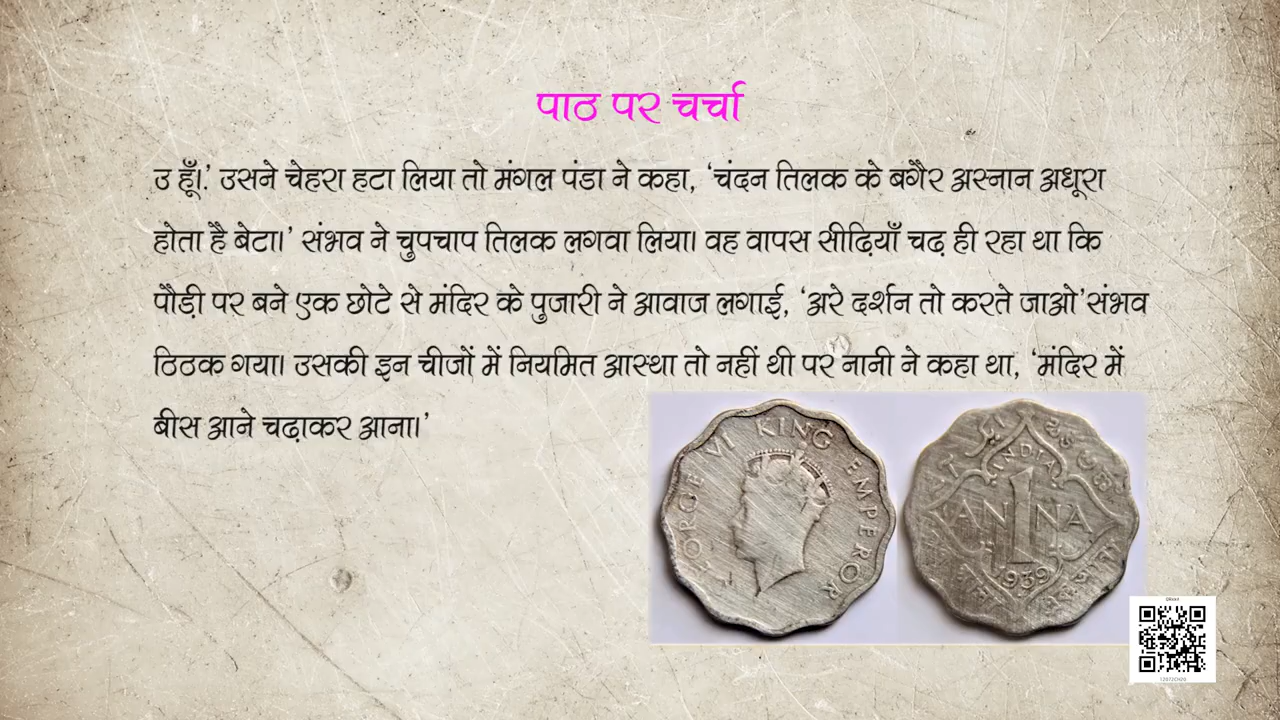 पाठ पर चर्चा
उ हूँ।.' उसने चेहरा हटा लिया तो मंगल पंडा ने कहा, 'चंदन तिलक के बगैर अस्नान अधूरा
होता है बेटा।' संभव ने चुपचाप तिलक लगवा लिया। वह वापस सीढ़ियाँ चढ़ ही रहा था कि
पौड़ी पर बने एक छोटे से मंदिर के पुजारी ने आवाज लगाई, 'अरे दर्शन तो करते जाओ'संभव
ठिठक गया। उसकी इन चीजों में नियमित आस्था तो नहीं थी पर नानी ने कहा था, 'मंदिर में
बीस आने चढ़ाकर आना।'
GEORGE VI KING EMPEROR
INDIA
1
ANNA
1939
12072CH20